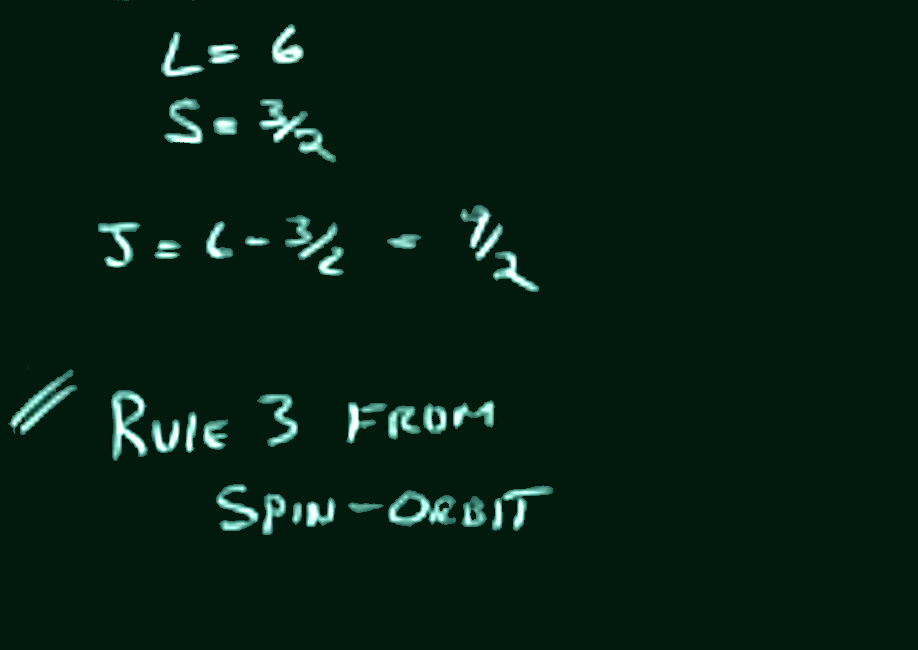 L = 6
S = 3/2
J = 6 - 3/2 = 9/2
// RULE 3 FROM
SPIN-ORBIT